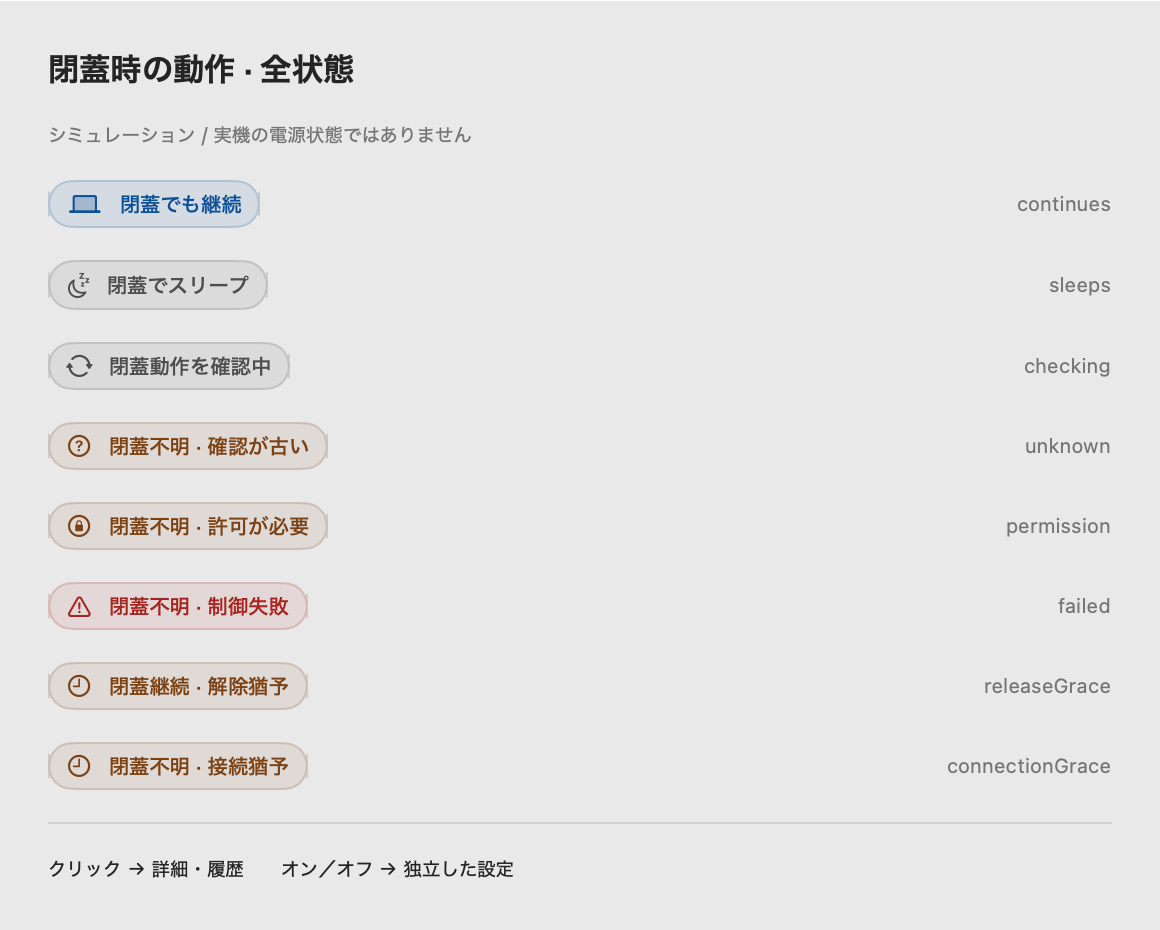 閉蓋時の動作 · 全状態
シミュレーション / 実機の電源状態ではありません
閉蓋でも継続 continues
閉蓋でスリープ sleeps
閉蓋動作を確認中 checking
閉蓋不明 · 確認が古い unknown
閉蓋不明 · 許可が必要 permission
閉蓋不明 · 制御失敗 failed
閉蓋継続 · 解除猶予 releaseGrace
閉蓋不明 · 接続猶予 connectionGrace
クリック → 詳細・履歴 オン／オフ → 独立した設定